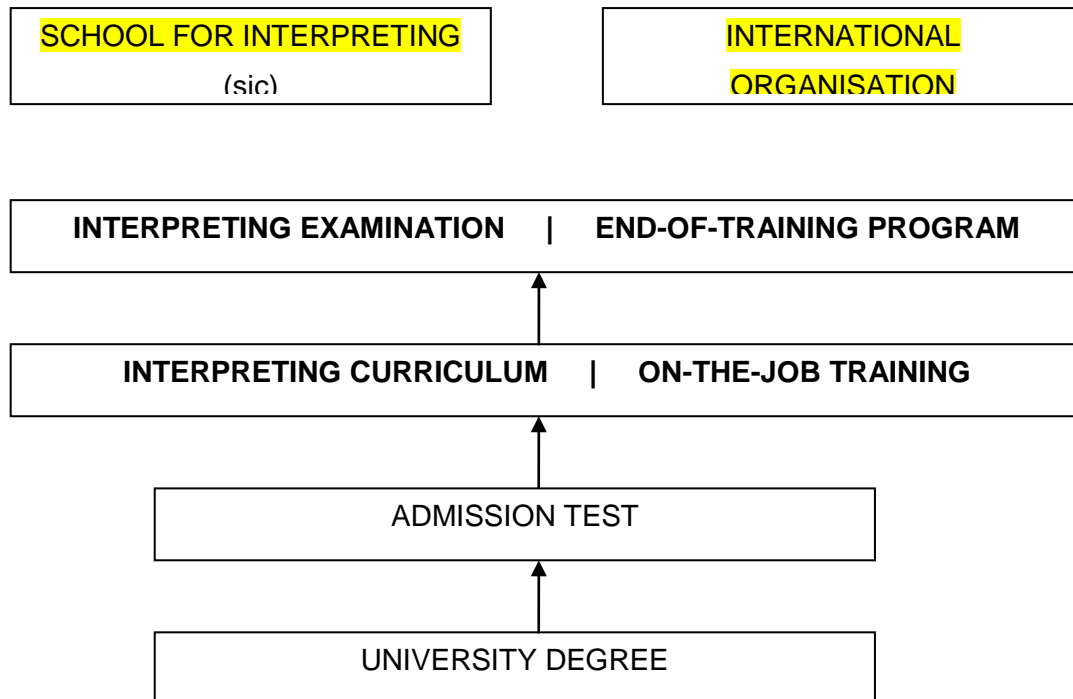 SCHOOL FOR INTERPRETING
(sic)
INTERNATIONAL
ORGANISATION
INTERPRETING EXAMINATION | END-OF-TRAINING PROGRAM
INTERPRETING CURRICULUM | ON-THE-JOB TRAINING
ADMISSION TEST
UNIVERSITY DEGREE